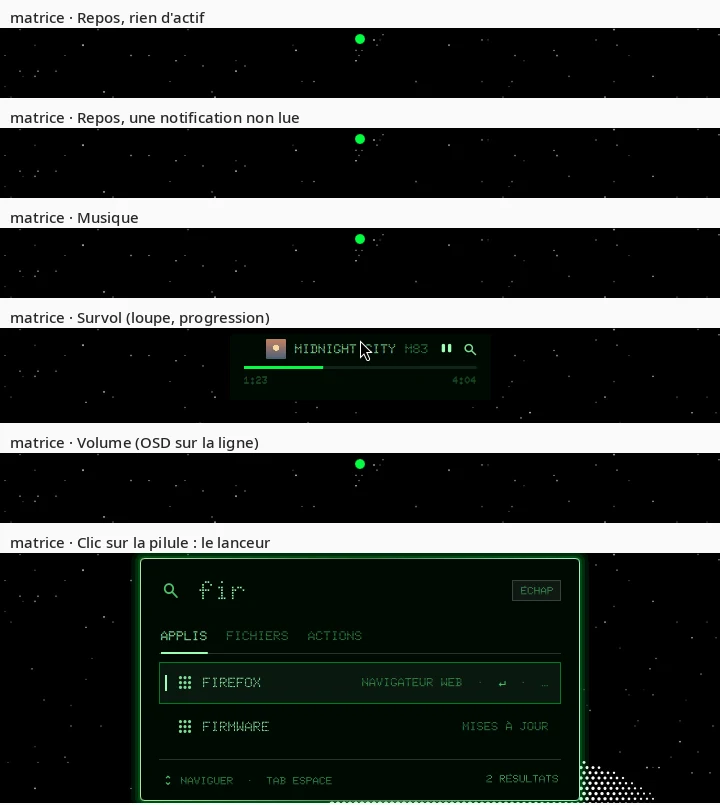 matrice · Repos, rien d'actif
matrice · Repos, une notification non lue
matrice · Musique
matrice · Survol (loupe, progression)
MIDNIGHT CITY M83
1:23 4:04
matrice · Volume (OSD sur la ligne)
matrice · Clic sur la pilule : le lanceur
fir ECHAP
APPLIS FICHIERS ACTIONS
FIREFOX NAVIGATEUR WEB · ↵ · …
FIRMWARE MISES À JOUR
NAVIGUER · TAB ESPACE 2 RESULTATS